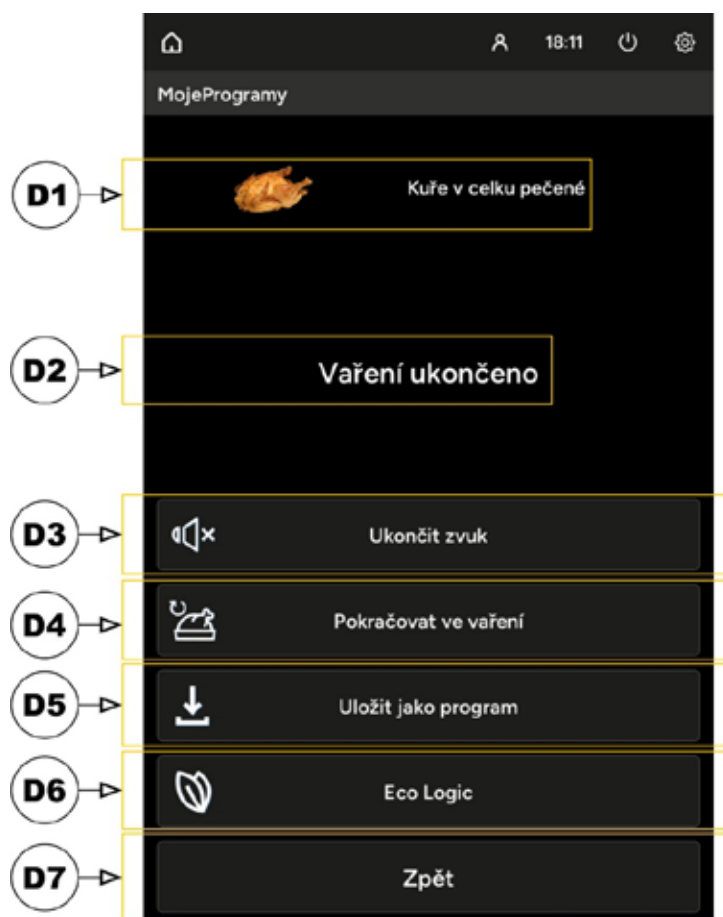 18:11
MojeProgramy
D1
Kuře v celku pečené
D2
Vaření ukončeno
D3
Ukončit zvuk
D4
Pokračovat ve vaření
D5
Uložit jako program
D6
Eco Logic
D7
Zpět